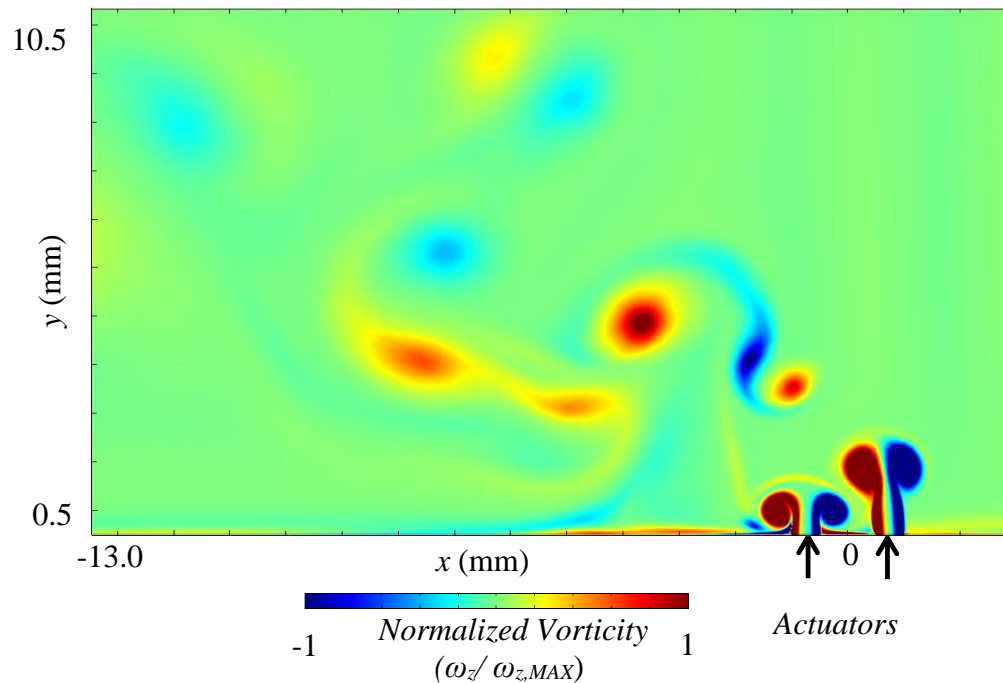 10.5
y (mm)
0.5
-13.0
x (mm)
0
-1
Normalized Vorticity
(ωz/ ωz,MAX)
1
Actuators